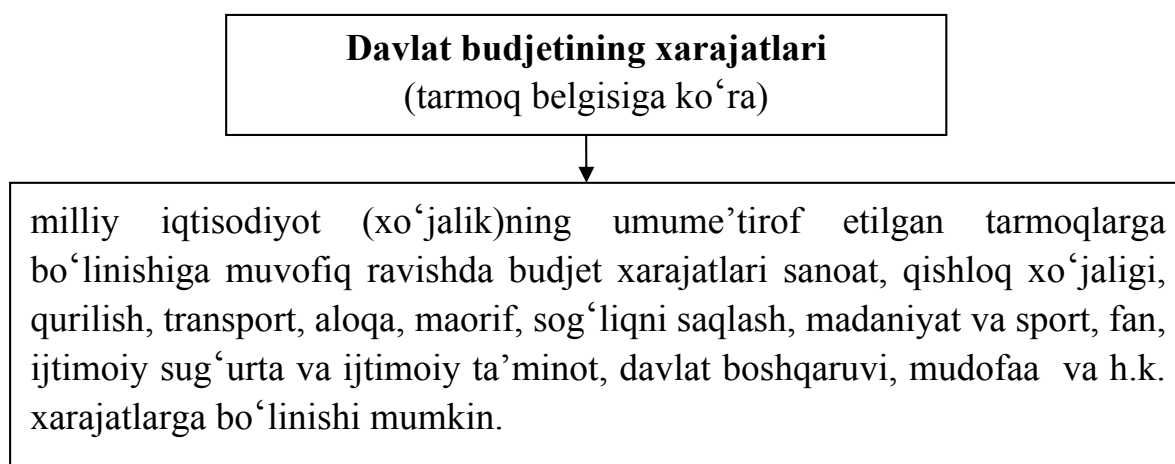 Davlat budjetining xarajatlari
(tarmoq belgisiga ko‘ra)
milliy iqtisodiyot (xo‘jalik)ning umume’tirof etilgan tarmoqlarga
bo‘linishiga muvofiq ravishda budjet xarajatlari sanoat, qishloq xo‘jaligi,
qurilish, transport, aloqa, maorif, sog‘liqni saqlash, madaniyat va sport, fan,
ijtimoiy sug‘urta va ijtimoiy ta’minot, davlat boshqaruvi, mudofaa va h.k.
xarajatlarga bo‘linishi mumkin.